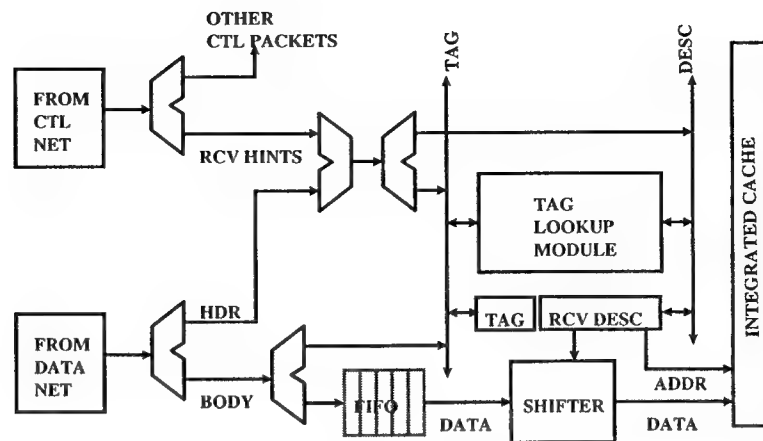 OTHER
CTL PACKETS
TAG
DESC
FROM
CTL
NET
RCV HINTS
TAG
LOOKUP
MODULE
INTEGRATED CACHE
HDR
TAG
RCV DESC
FROM
DATA
NET
BODY
FIFO
DATA
SHIFTER
ADDR
DATA